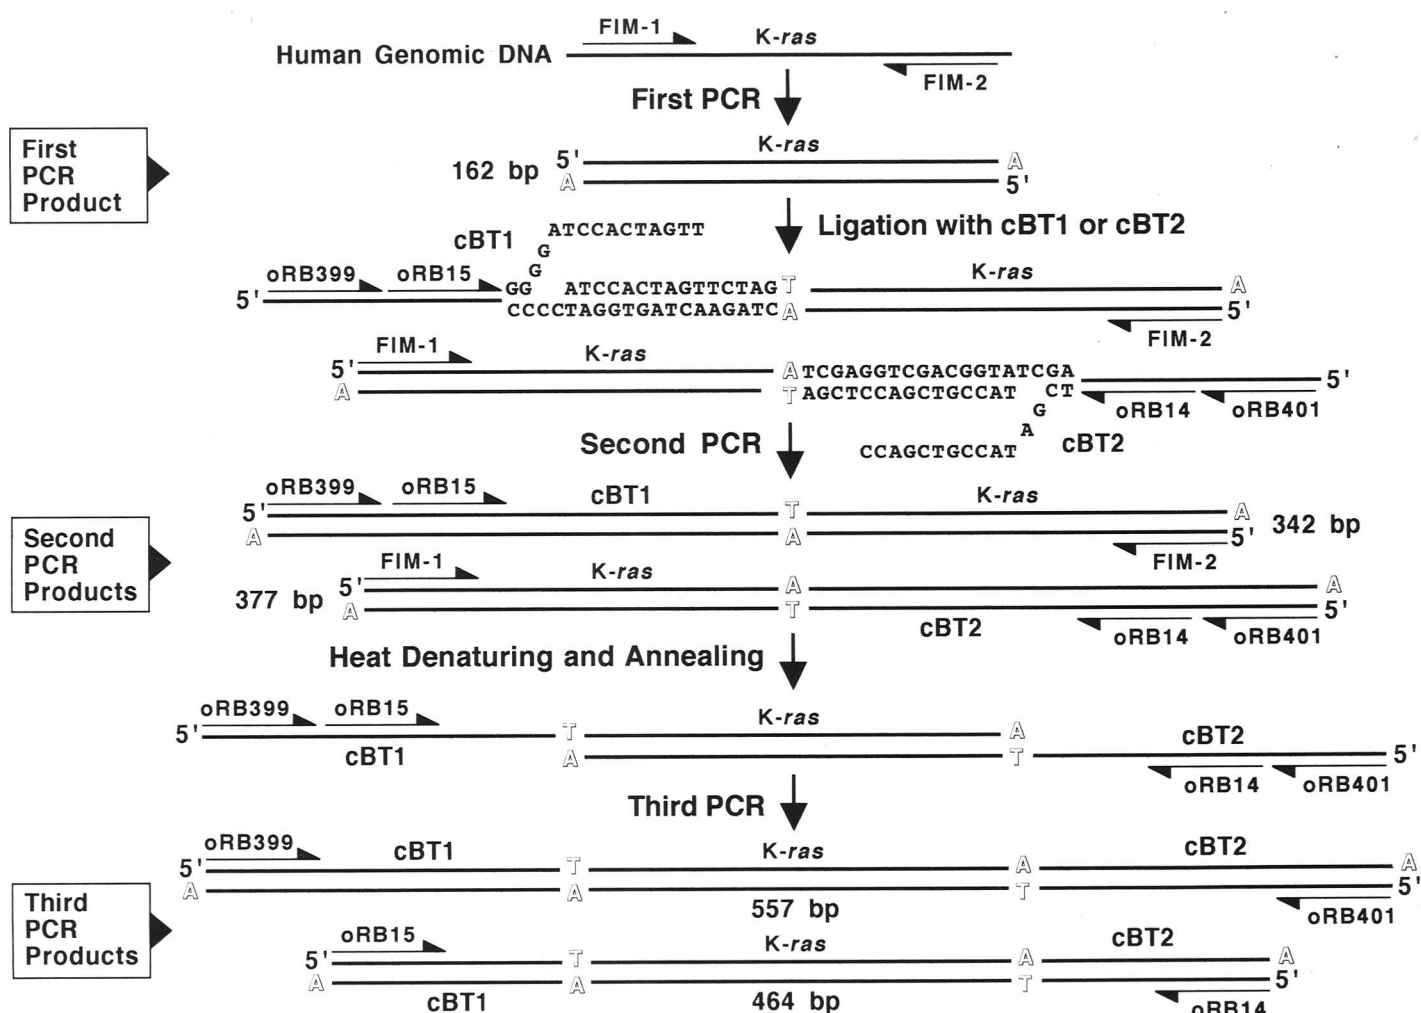 FIM-1
K-ras
Human Genomic DNA
FIM-2
First PCR
First
PCR
Product
162 bp
5'
K-ras
A
A
5'
Ligation with cBT1 or cBT2
cBT1
ATCCACTAGTT
G
G
oRB399
oRB15
GG
ATCCACTAGTTCTAG
T
K-ras
A
5'
CCCCTAGGTGATCAAGATC
A
5'
FIM-2
FIM-1
K-ras
5'
A
TCGAGGTCGACGGTATCGA
5'
A
T
AGCTCCAGCTGCCAT
CT
oRB14
oRB401
G
A
CCAGCTGCCAT
cBT2
Second PCR
oRB399
oRB15
cBT1
T
K-ras
A
5'
342 bp
A
A
5'
FIM-2
Second
PCR
Products
FIM-1
K-ras
A
A
377 bp
5'
A
T
5'
cBT2
oRB14
oRB401
Heat Denaturing and Annealing
oRB399
oRB15
T
K-ras
A
cBT2
5'
cBT1
A
T
5'
oRB14
oRB401
Third PCR
oRB399
cBT1
T
K-ras
A
cBT2
A
5'
A
A
T
5'
557 bp
oRB401
Third
PCR
Products
oRB15
T
K-ras
A
cBT2
A
5'
A
cBT1
A
T
5'
464 bp
oRB14